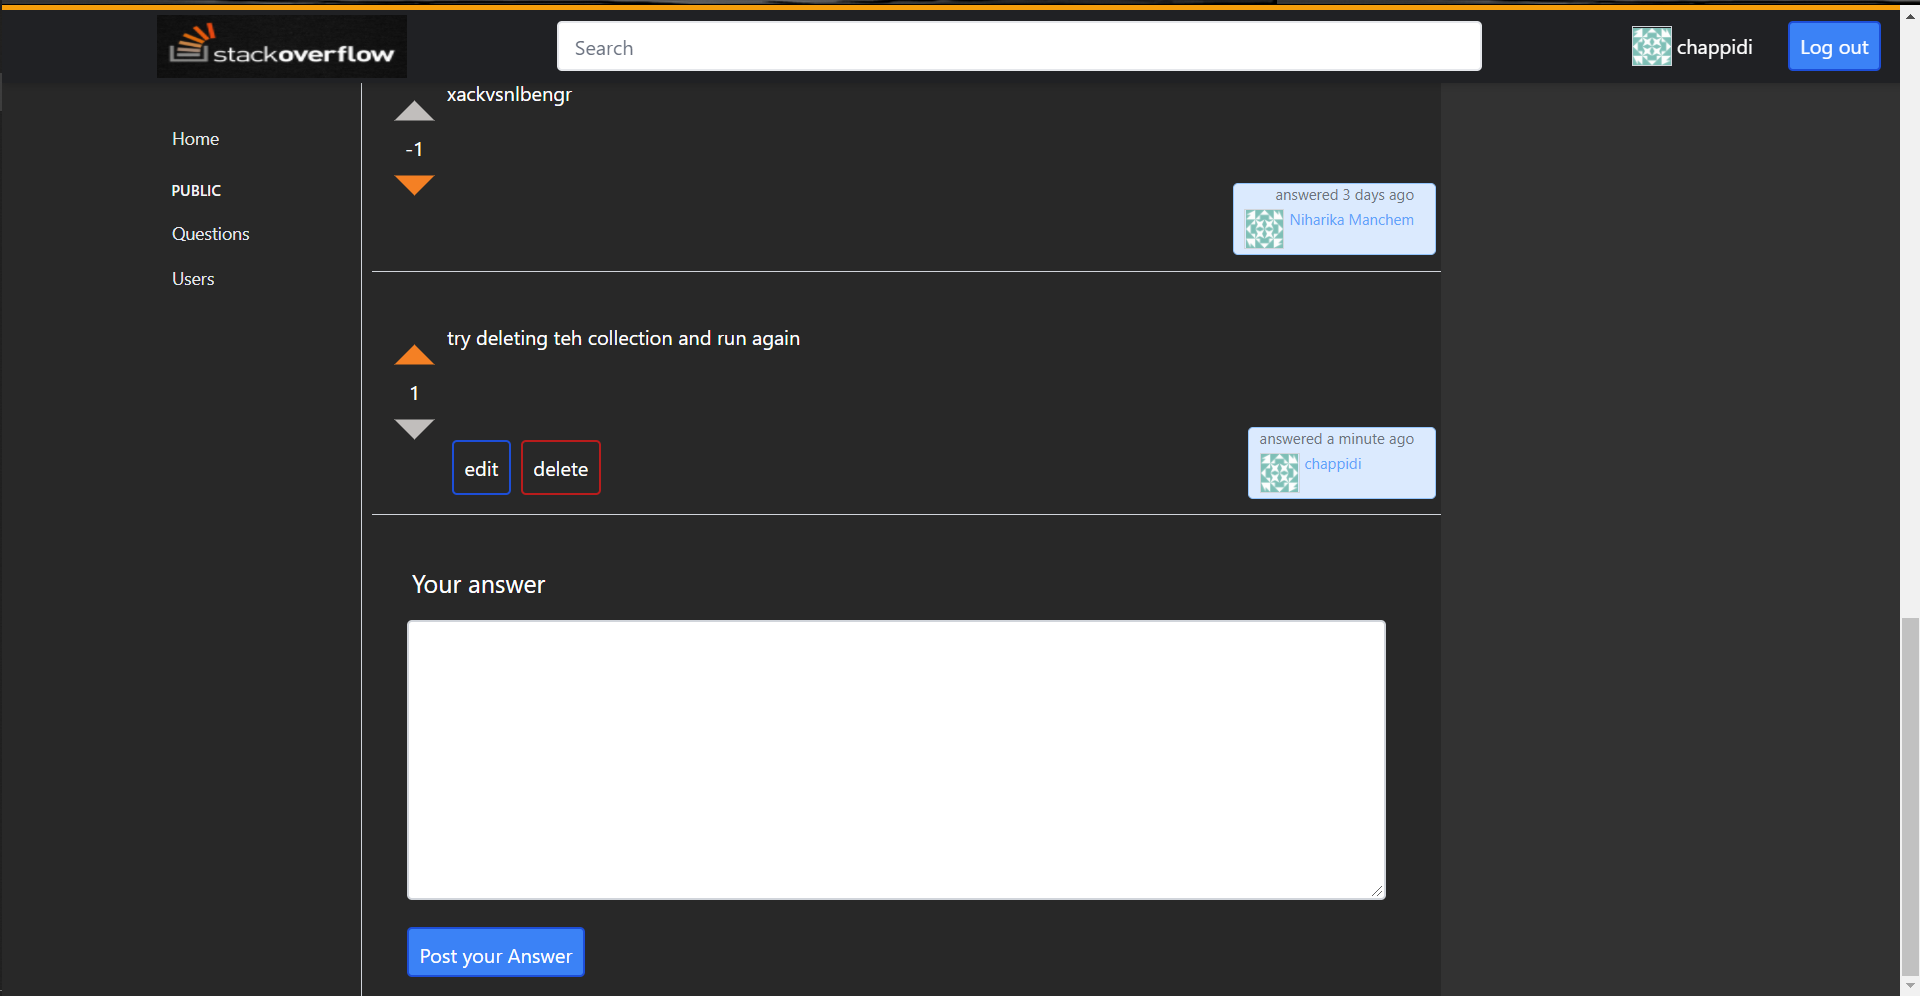 stackoverflow
Search
chappidi
Log out
Home
PUBLIC
Questions
Users
xackvsnlbengr
-1
answered 3 days ago
Niharika Manchem
try deleting teh collection and run again
1
edit
delete
answered a minute ago
chappidi
Your answer
Post your Answer